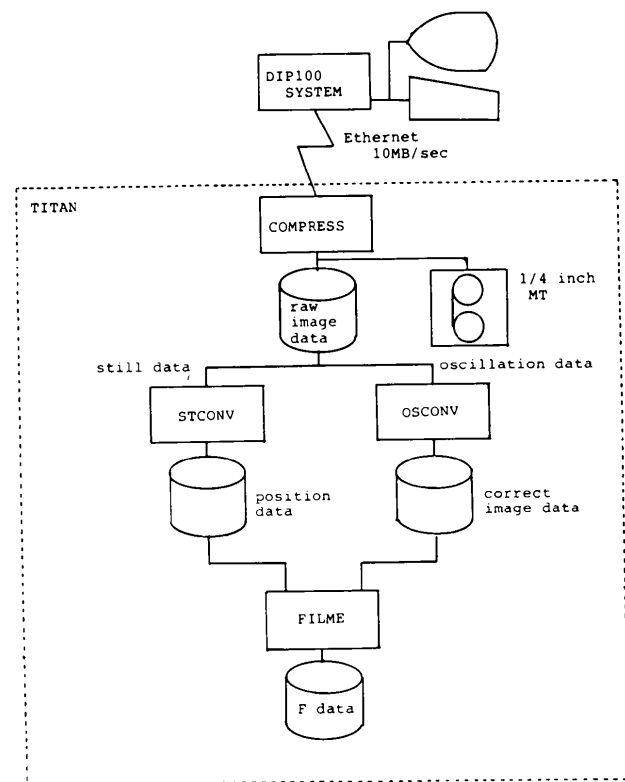 DIP100
SYSTEM
Ethernet
10MB/sec
TITAN
COMPRESS
raw
image
data
1/4 inch
MT
still data
oscillation data
STCONV
OSCONV
position
data
correct
image data
FILME
F data